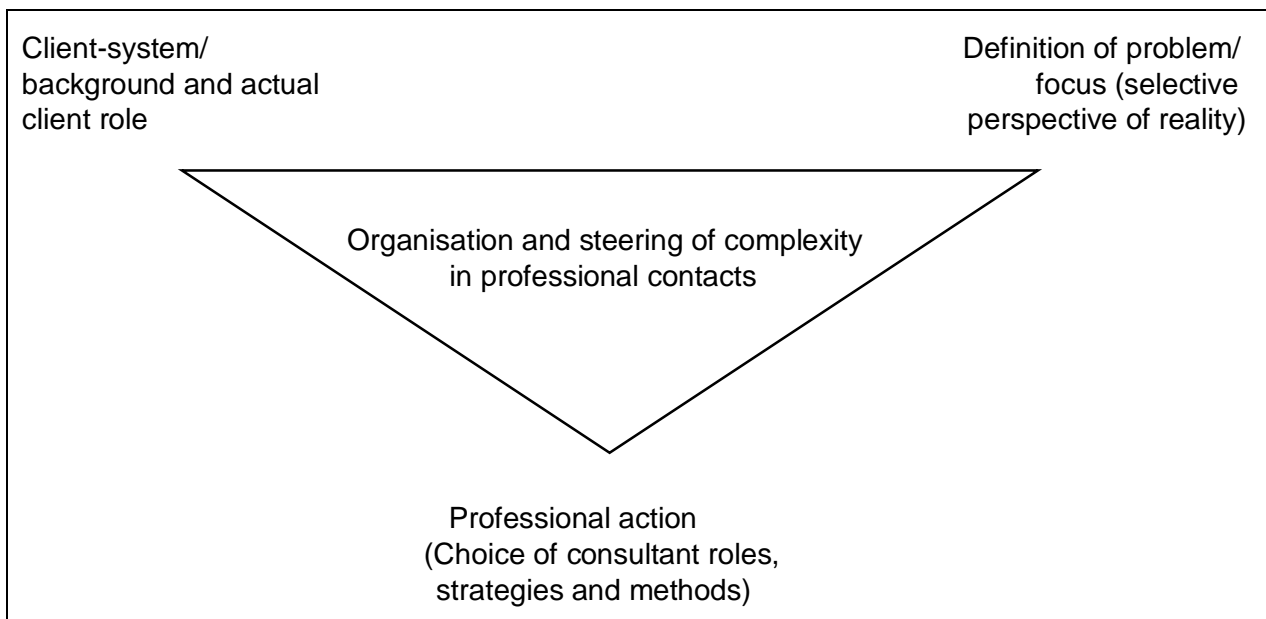 Client-system/
background and actual
client role
Definition of problem/
focus (selective
perspective of reality)
Organisation and steering of complexity
in professional contacts
Professional action
(Choice of consultant roles,
strategies and methods)